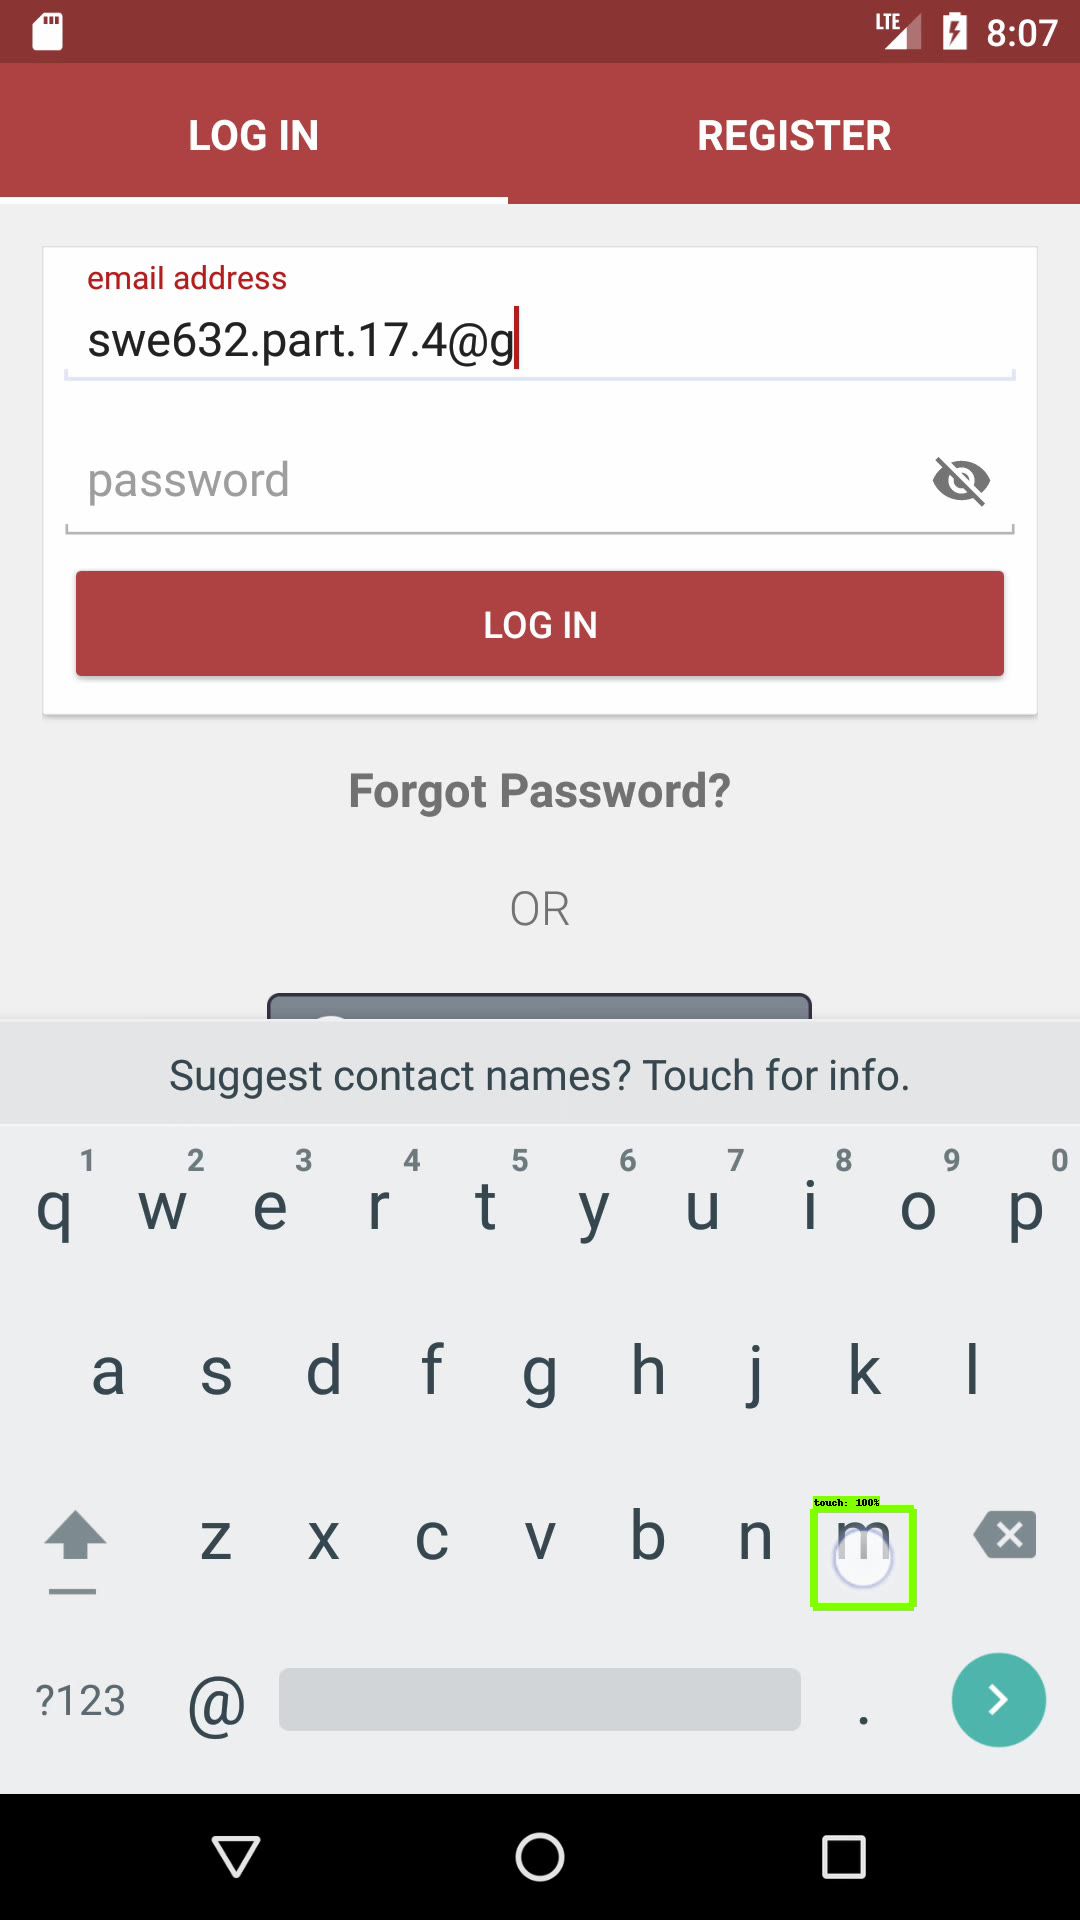 LTE 8:07
LOG IN REGISTER
email address
swe632.part.17.4@g
password
LOG IN
Forgot Password?
OR
Suggest contact names? Touch for info.
1 2 3 4 5 6 7 8 9 0
q w e r t y u i o p
a s d f g h j k l
touch: 100%
z x c v b n m
?123 @ .